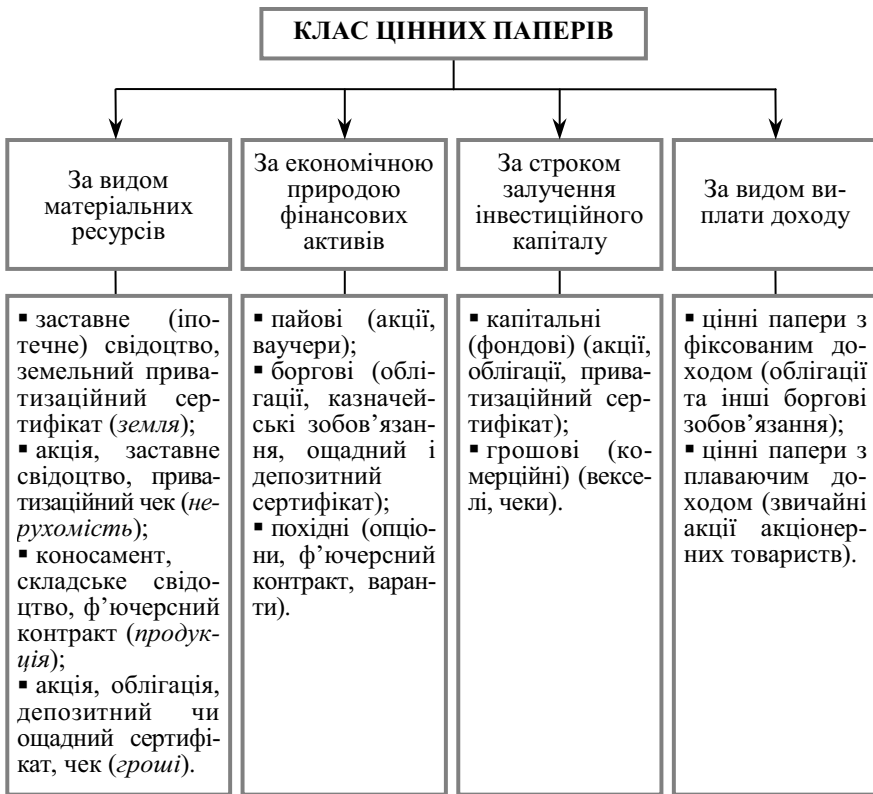 КЛАС ЦІННИХ ПАПЕРІВ
За видом
матеріальних
ресурсів
За економічною
природою
фінансових
активів
За строком
залучення
інвестиційного
капіталу
За видом ви-
плати доходу
▪ заставне (іпо-
течне) свідоцтво,
земельний прива-
тизаційний сер-
тифікат (земля);
▪ акція, заставне
свідоцтво, прива-
тизаційний чек (не-
рухомість);
▪ коносамент,
складське свідо-
цтво, ф’ючерсний
контракт (продук-
ція);
▪ акція, облігація,
депозитний чи
ощадний сертифі-
кат, чек (гроші).
▪ пайові (акції,
ваучери);
▪ боргові (облі-
гації, казначей-
ські зобов’язан-
ня, ощадний і
депозитний
сертифікат);
▪ похідні (опціо-
ни, ф’ючерсний
контракт, варан-
ти).
▪ капітальні
(фондові) (акції,
облігації, прива-
тизаційний сер-
тифікат);
▪ грошові (ко-
мерційні) (вексе-
лі, чеки).
▪ цінні папери з
фіксованим до-
ходом (облігації
та інші боргові
зобов’язання);
▪ цінні папери з
плаваючим до-
ходом (звичайні
акції акціонер-
них товариств).